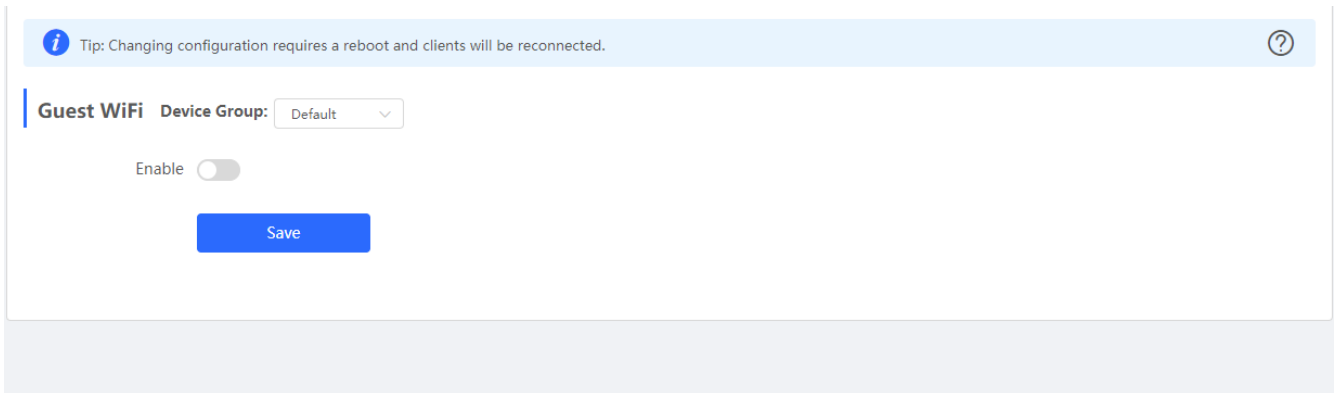 Tip: Changing configuration requires a reboot and clients will be reconnected.
Guest WiFi Device Group: Default
Enable
Save